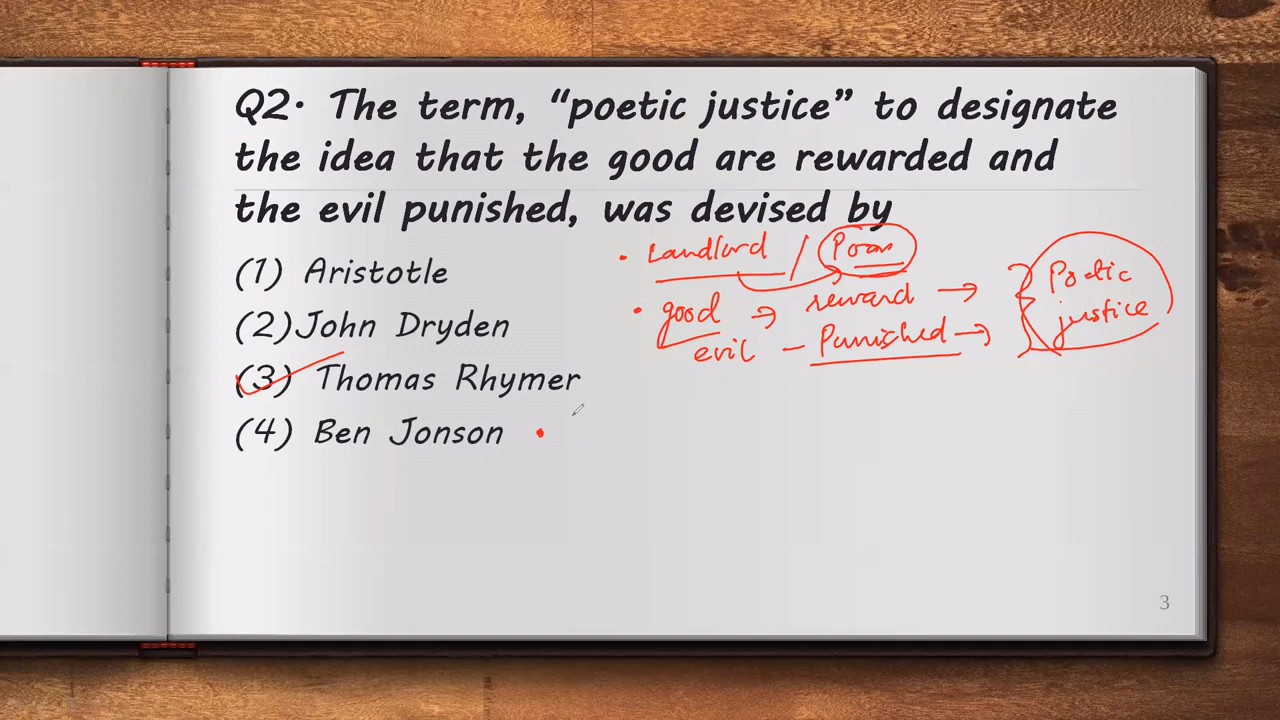 Q2. The term, “poetic justice” to designate
the idea that the good are rewarded and
the evil punished, was devised by
(1) Aristotle
(2)John Dryden
(3) Thomas Rhymer
(4) Ben Jonson
• Landlord /
• good → reward →
evil – Punished →
Poetic
justice
3